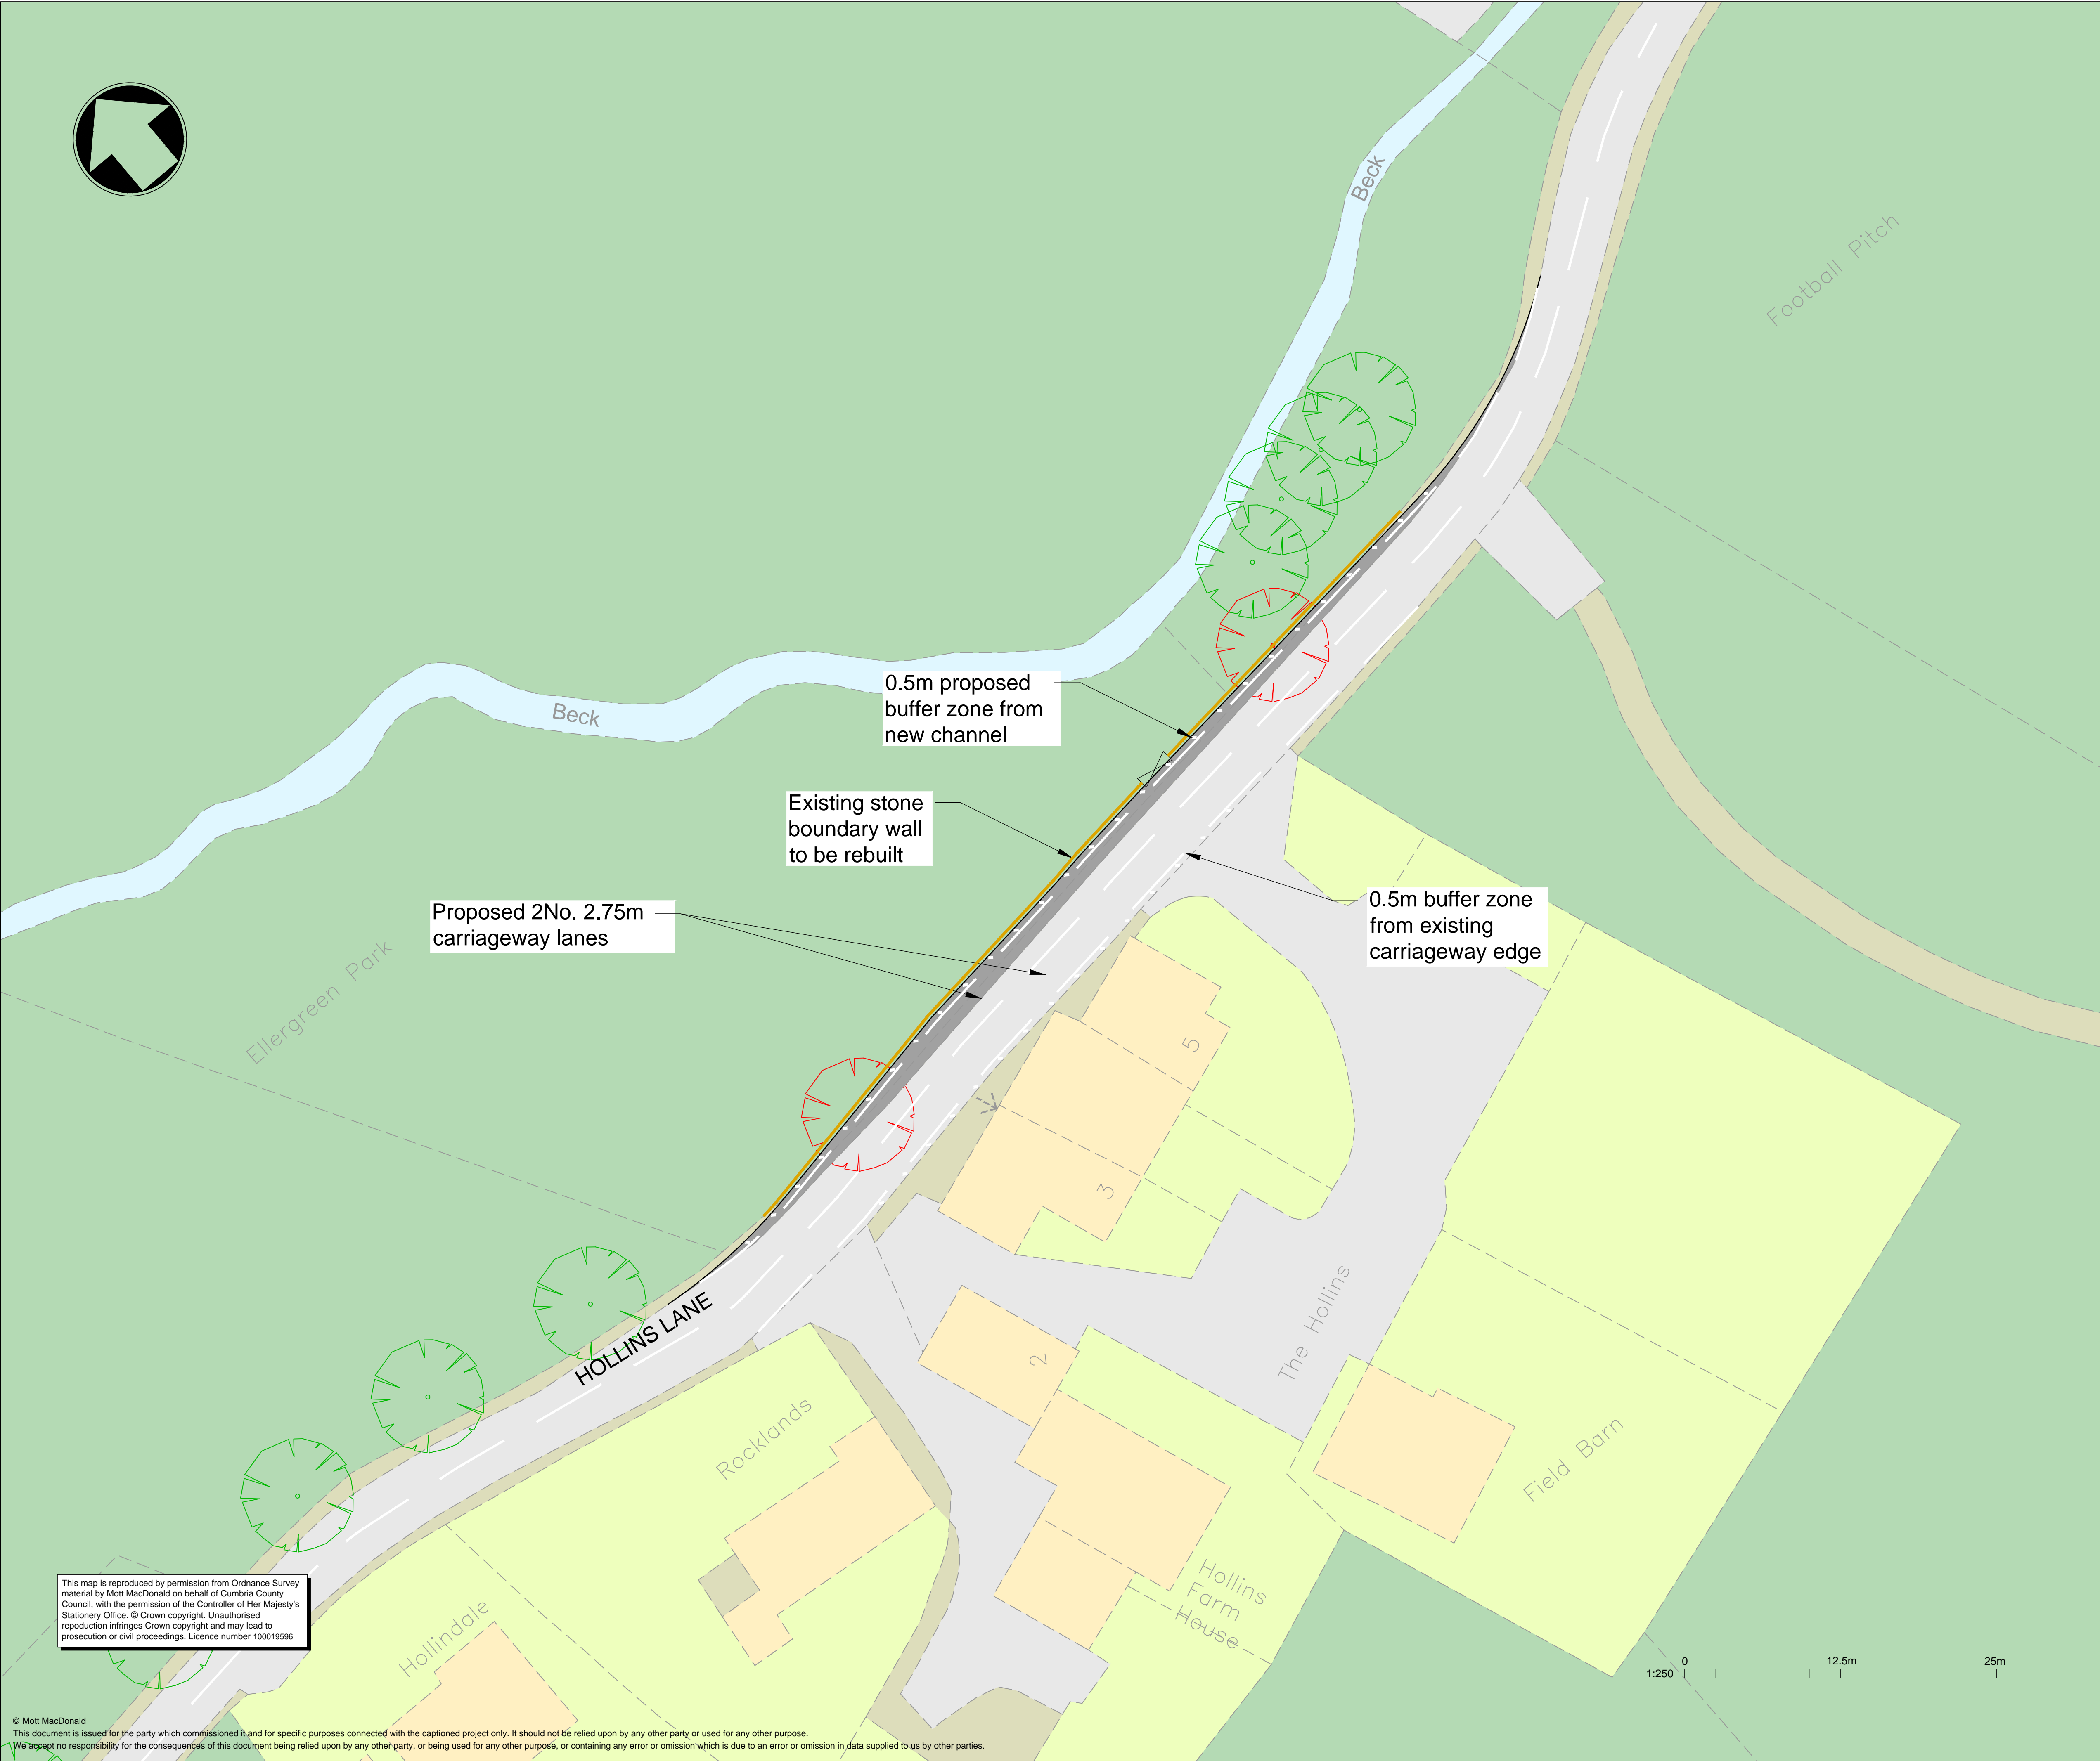 Beck
Football Pitch
0.5m proposed
buffer zone from
new channel
Beck
Existing stone
boundary wall
to be rebuilt
0.5m buffer zone
from existing
carriageway edge
Proposed 2No. 2.75m
carriageway lanes
Ellergreen Park
5
3
The Hollins
HOLLINS LANE
2
Rocklands
Field Barn
Hollins
Farm
House
Hollindale
This map is reproduced by permission from Ordnance Survey
material by Mott MacDonald on behalf of Cumbria County
Council, with the permission of the Controller of Her Majesty's
Stationery Office. © Crown copyright. Unauthorised
repoduction infringes Crown copyright and may lead to
prosecution or civil proceedings. Licence number 100019596
0 12.5m 25m
1:250
© Mott MacDonald
This document is issued for the party which commissioned it and for specific purposes connected with the captioned project only. It should not be relied upon by any other party or used for any other purpose.
We accept no responsibility for the consequences of this document being relied upon by any other party, or being used for any other purpose, or containing any error or omission which is due to an error or omission in data supplied to us by other parties.